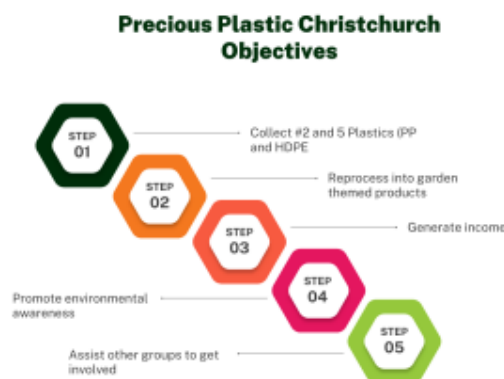 Precious Plastic Christchurch
Objectives
STEP
01
Collect #2 and 5 Plastics (PP
and HDPE
STEP
02
Reprocess into garden
themed products
STEP
03
Generate income
STEP
04
Promote environmental
awareness
STEP
05
Assist other groups to get
involved